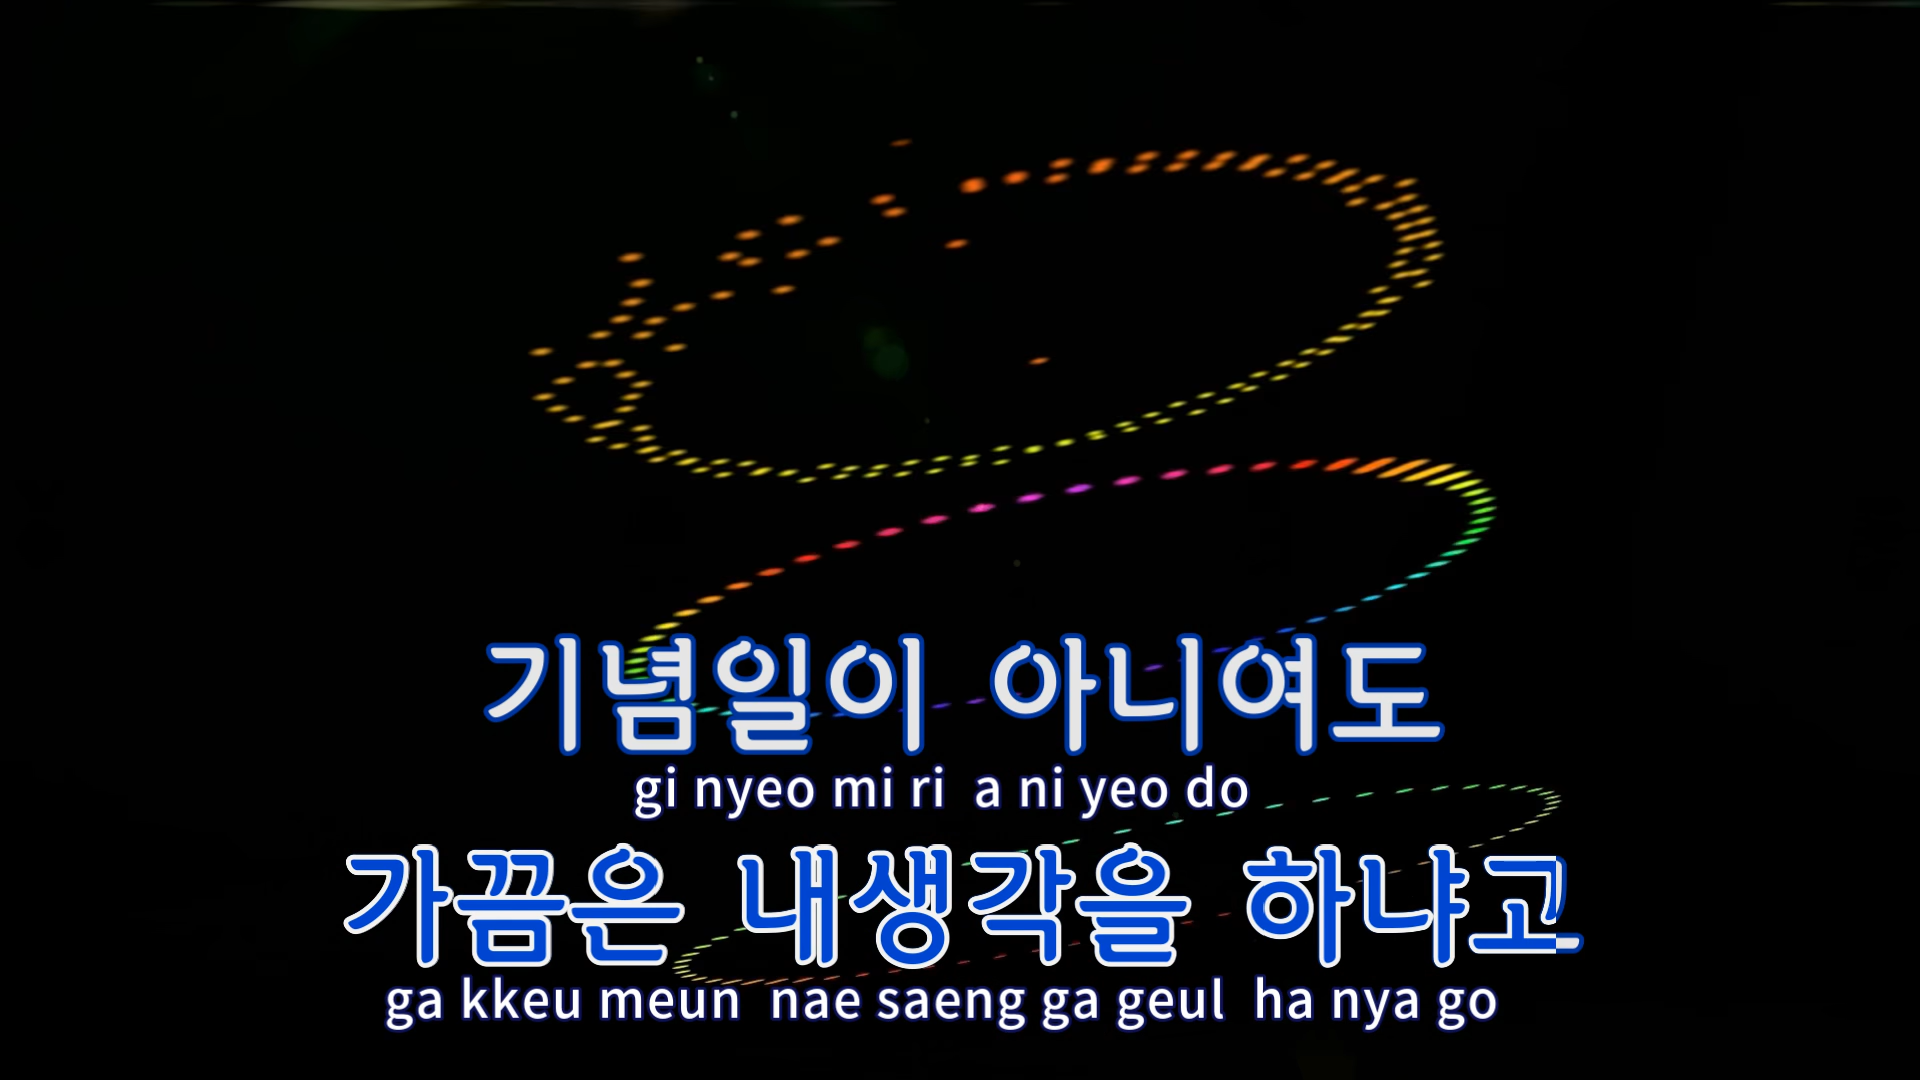 기념일이 아니여도
gi nyeo mi ri a ni yeo do
가끔은 내생각을 하냐고
ga kkeu meun nae saeng ga geul ha nya go